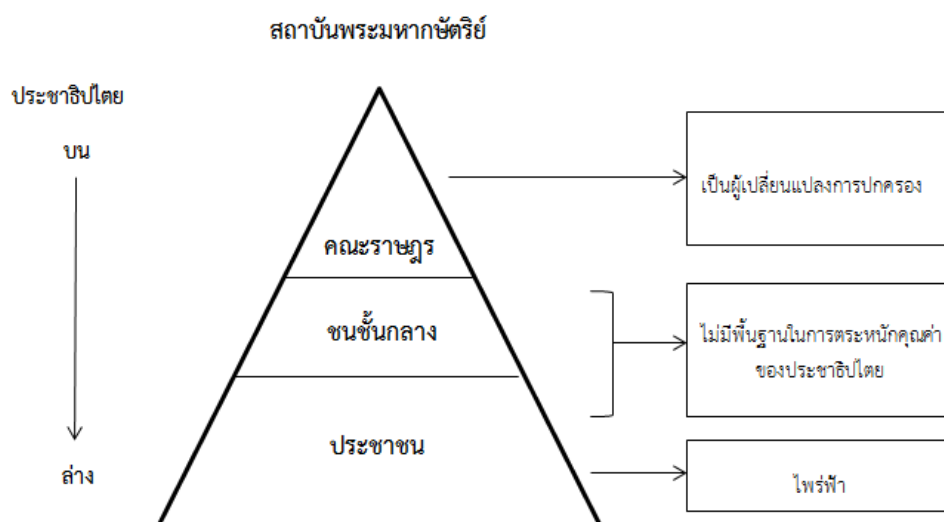 สถาบันพระมหากษัตริย์
ประชาธิปไตย
บน
เป็นผู้เปลี่ยนแปลงการปกครอง
คณะราษฎร
ชนชั้นกลาง
ไม่มีพื้นฐานในการตระหนักคุณค่า
ของประชาธิปไตย
ประชาชน
ล่าง
ไพร่ฟ้า